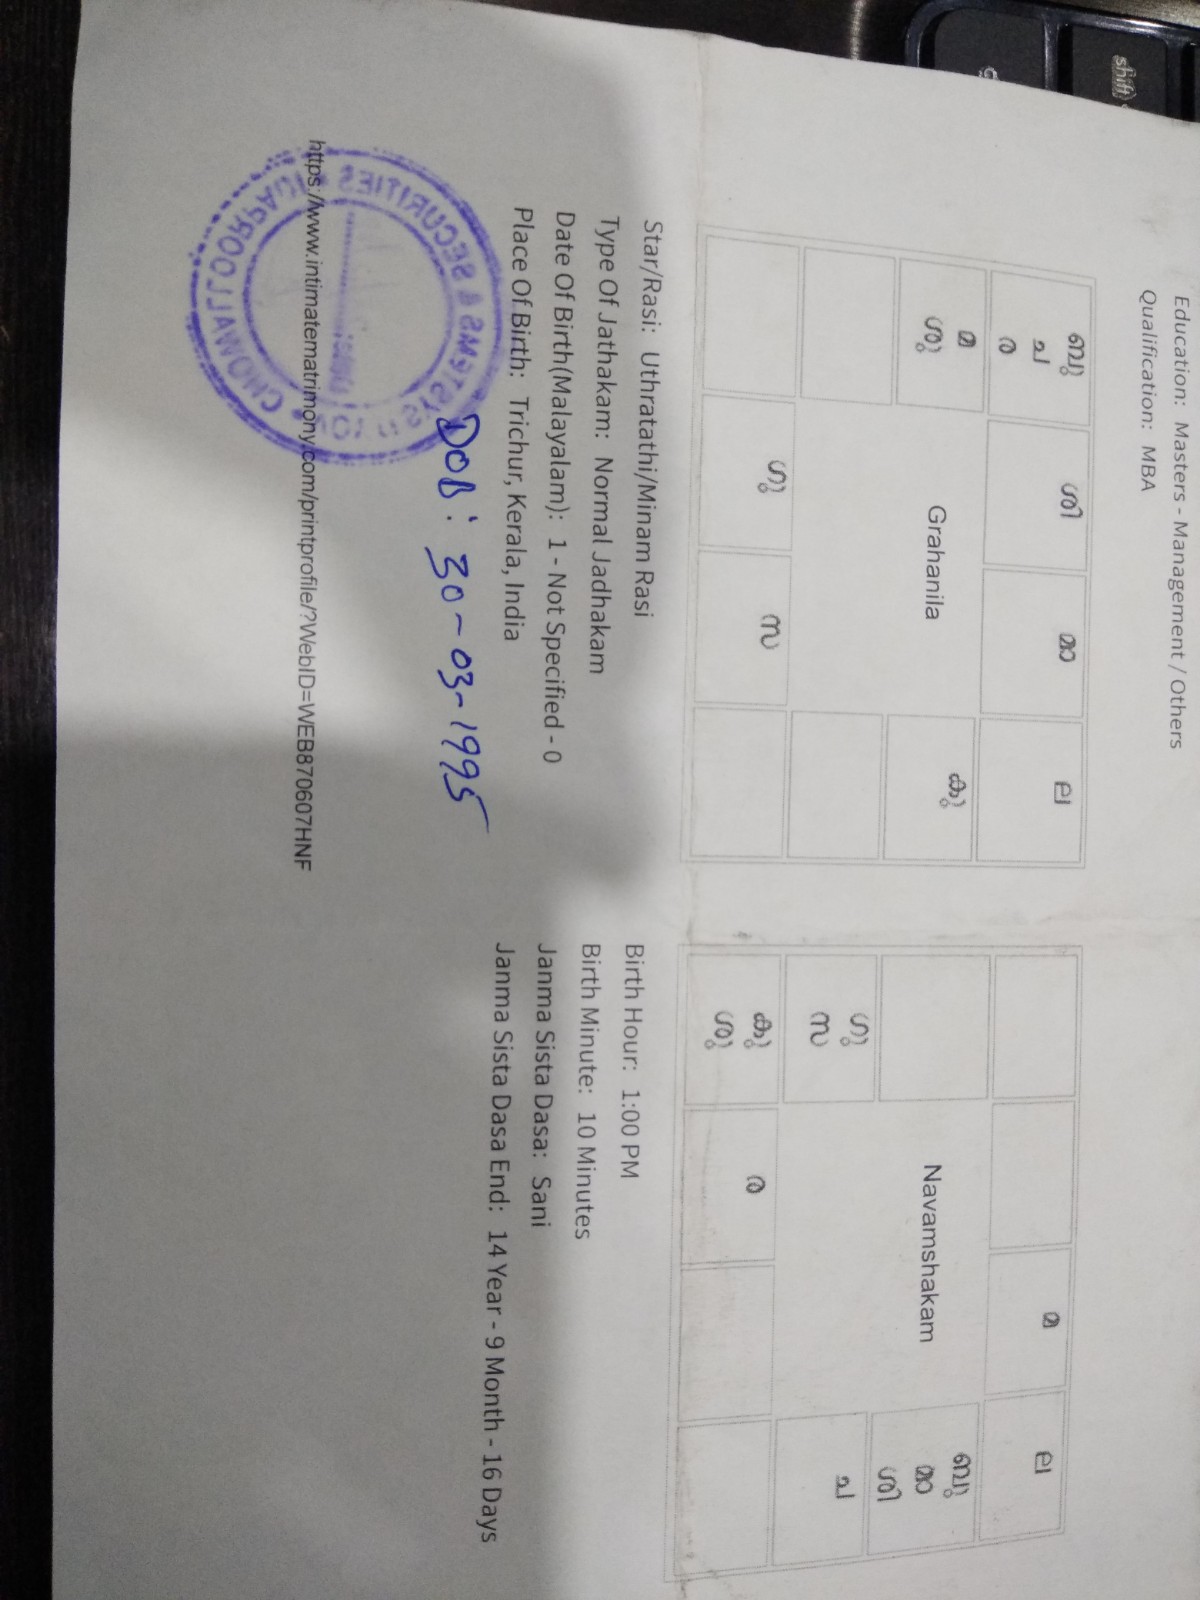 Education: Masters - Management / Others
Qualification: MBA
ബു ശി മാ ല
ച
ര
മ കു
ശു
Grahanila
ഗു സ
മ ല
ബു
മാ
ശി
Navamshakam
ഗു ച
സ
കു ര
ശു
Star/Rasi: Uthratathi/Minam Rasi
Type Of Jathakam: Normal Jadhakam
Date Of Birth(Malayalam): 1 - Not Specified - 0
Place Of Birth: Trichur, Kerala, India
Birth Hour: 1:00 PM
Birth Minute: 10 Minutes
Janma Sista Dasa: Sani
Janma Sista Dasa End: 14 Year - 9 Month - 16 Days
DOB: 30-03-1995
& SECURITIES
https://www.intimatematrimony.com/printprofile/?WebID=WEB870607HNF
shift